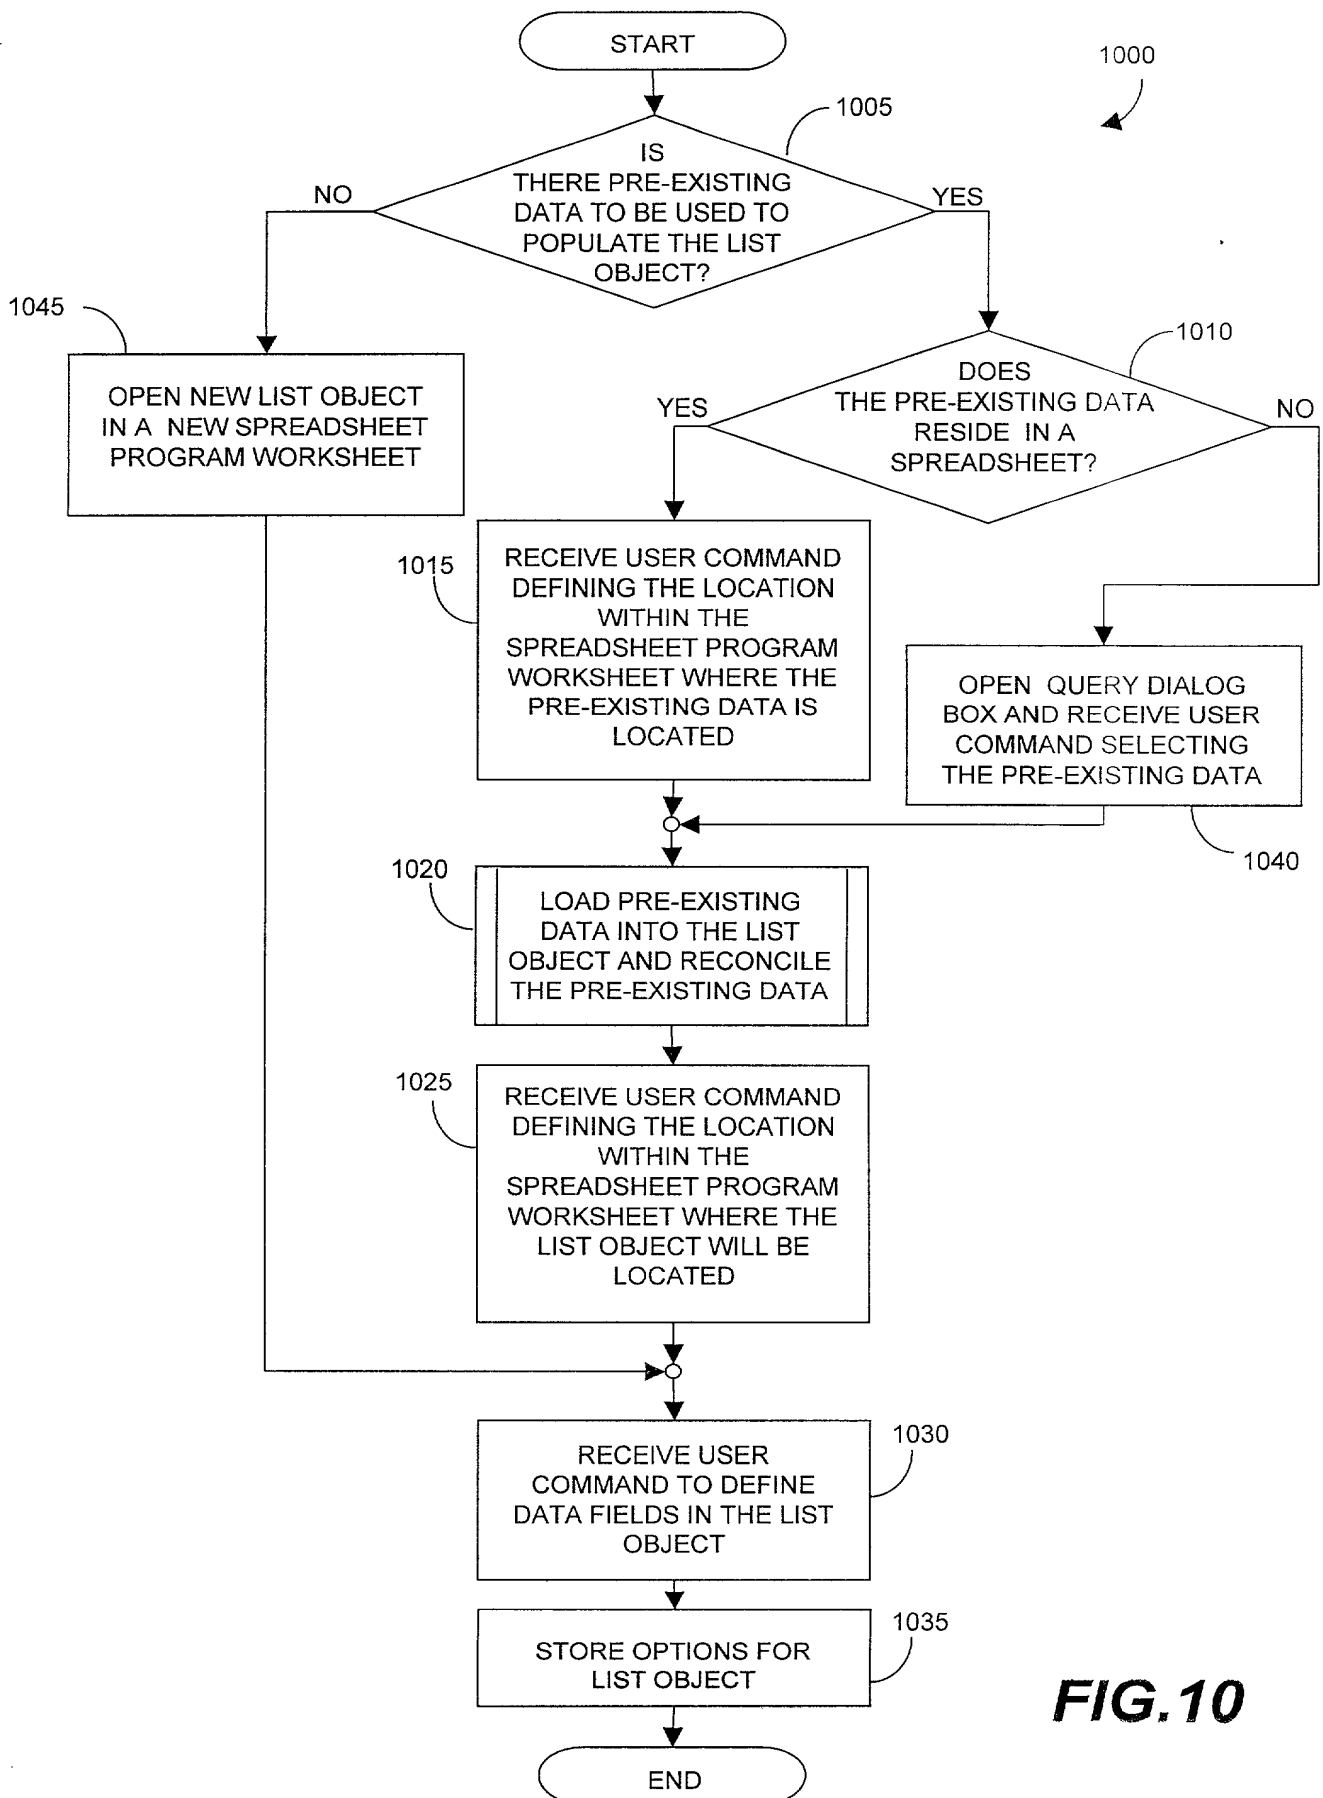 START
1000
1005
IS
THERE PRE-EXISTING
DATA TO BE USED TO
POPULATE THE LIST
OBJECT?
NO
YES
1045
OPEN NEW LIST OBJECT
IN A NEW SPREADSHEET
PROGRAM WORKSHEET
1010
DOES
THE PRE-EXISTING DATA
RESIDE IN A
SPREADSHEET?
YES
NO
1015
RECEIVE USER COMMAND
DEFINING THE LOCATION
WITHIN THE
SPREADSHEET PROGRAM
WORKSHEET WHERE THE
PRE-EXISTING DATA IS
LOCATED
OPEN QUERY DIALOG
BOX AND RECEIVE USER
COMMAND SELECTING
THE PRE-EXISTING DATA
1040
1020
LOAD PRE-EXISTING
DATA INTO THE LIST
OBJECT AND RECONCILE
THE PRE-EXISTING DATA
1025
RECEIVE USER COMMAND
DEFINING THE LOCATION
WITHIN THE
SPREADSHEET PROGRAM
WORKSHEET WHERE THE
LIST OBJECT WILL BE
LOCATED
1030
RECEIVE USER
COMMAND TO DEFINE
DATA FIELDS IN THE LIST
OBJECT
1035
STORE OPTIONS FOR
LIST OBJECT
FIG.10
END